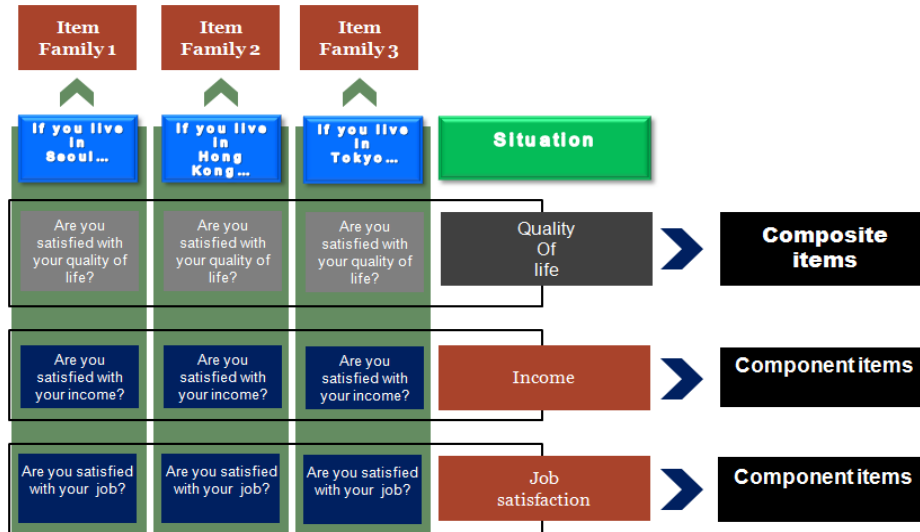 Item
Family 1
Item
Family 2
Item
Family 3
If you live
in
Seoul...
If you live
in
Hong
Kong...
If you live
in
Tokyo...
Situation
Are you
satisfied with
your quality of
life?
Are you
satisfied with
your quality of
life?
Are you
satisfied with
your quality of
life?
Quality
Of
life
Composite
items
Are you
satisfied with
your income?
Are you
satisfied with
your income?
Are you
satisfied with
your income?
Income
Component items
Are you satisfied
with your job?
Are you satisfied
with your job?
Are you satisfied
with your job?
Job
satisfaction
Component items